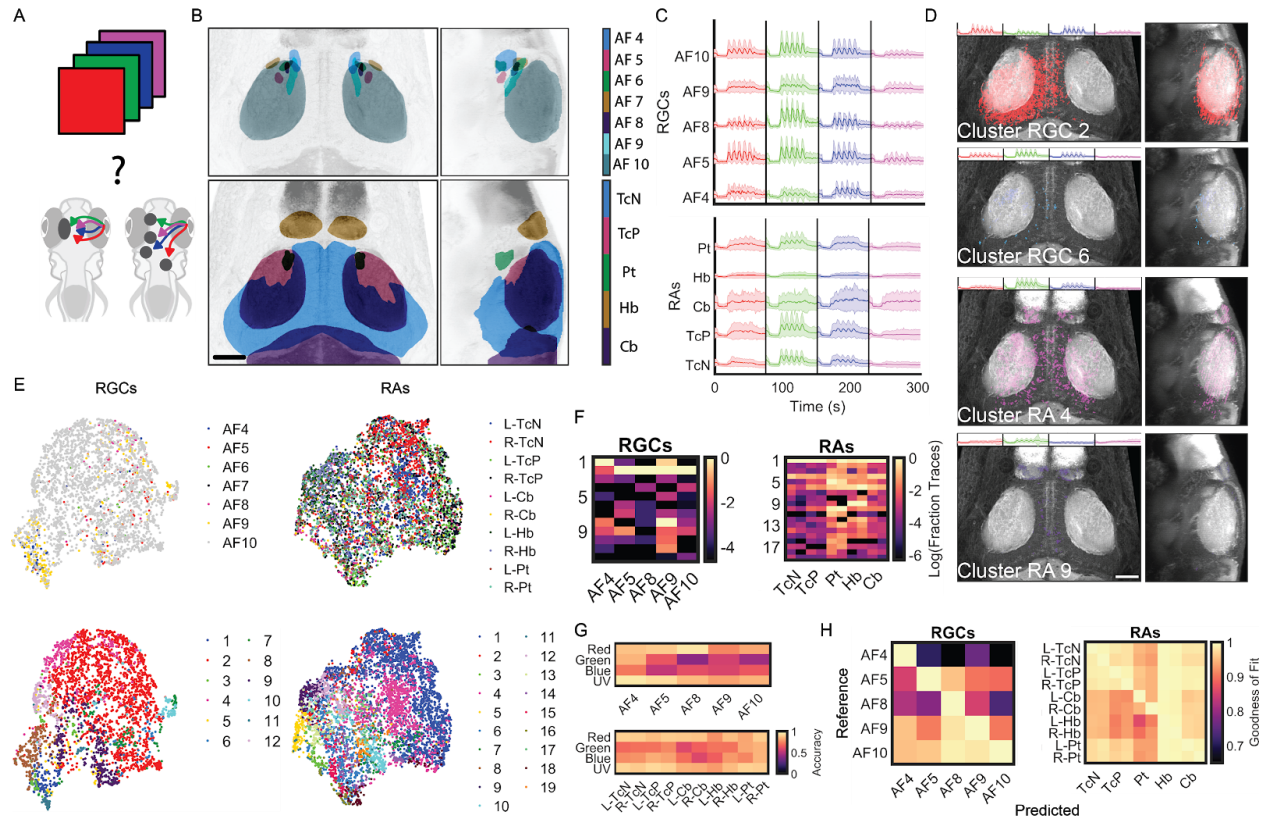 A
?
B
AF 4
AF 5
AF 6
AF 7
AF 8
AF 9
AF 10
TcN
TcP
Pt
Hb
Cb
C
RGCs
AF10
AF9
AF8
AF5
AF4
RAs
Pt
Hb
Cb
TcP
TcN
0 100 200 300
Time (s)
D
Cluster RGC 2
Cluster RGC 6
Cluster RA 4
Cluster RA 9
E
RGCs
AF4
AF5
AF6
AF7
AF8
AF9
AF10
RAs
L-TcN
R-TcN
L-TcP
R-TcP
L-Cb
R-Cb
L-Hb
R-Hb
L-Pt
R-Pt
1 7
2 8
3 9
4 10
5 11
6 12
1 11
2 12
3 13
4 14
5 15
6 16
7 17
8 18
9 19
10
F
RGCs
1
5
9
AF4 AF5 AF8 AF9 AF10
0
-2
-4
RAs
1
5
9
13
17
TcN TcP Pt Hb Cb
0
-2
-4
-6
Log(Fraction Traces)
G
Red
Green
Blue
UV
AF4 AF5 AF8 AF9 AF10
Red
Green
Blue
UV
L-TcN R-TcN L-TcP R-TcP L-Cb R-Cb L-Hb R-Hb L-Pt R-Pt
1
0.5
0
Accuracy
H
RGCs
Reference
AF4
AF5
AF8
AF9
AF10
AF4 AF5 AF8 AF9 AF10
RAs
L-TcN
R-TcN
L-TcP
R-TcP
L-Cb
R-Cb
L-Hb
R-Hb
L-Pt
R-Pt
TcN TcP Pt Hb Cb
1
0.9
0.8
0.7
Goodness of Fit
Predicted